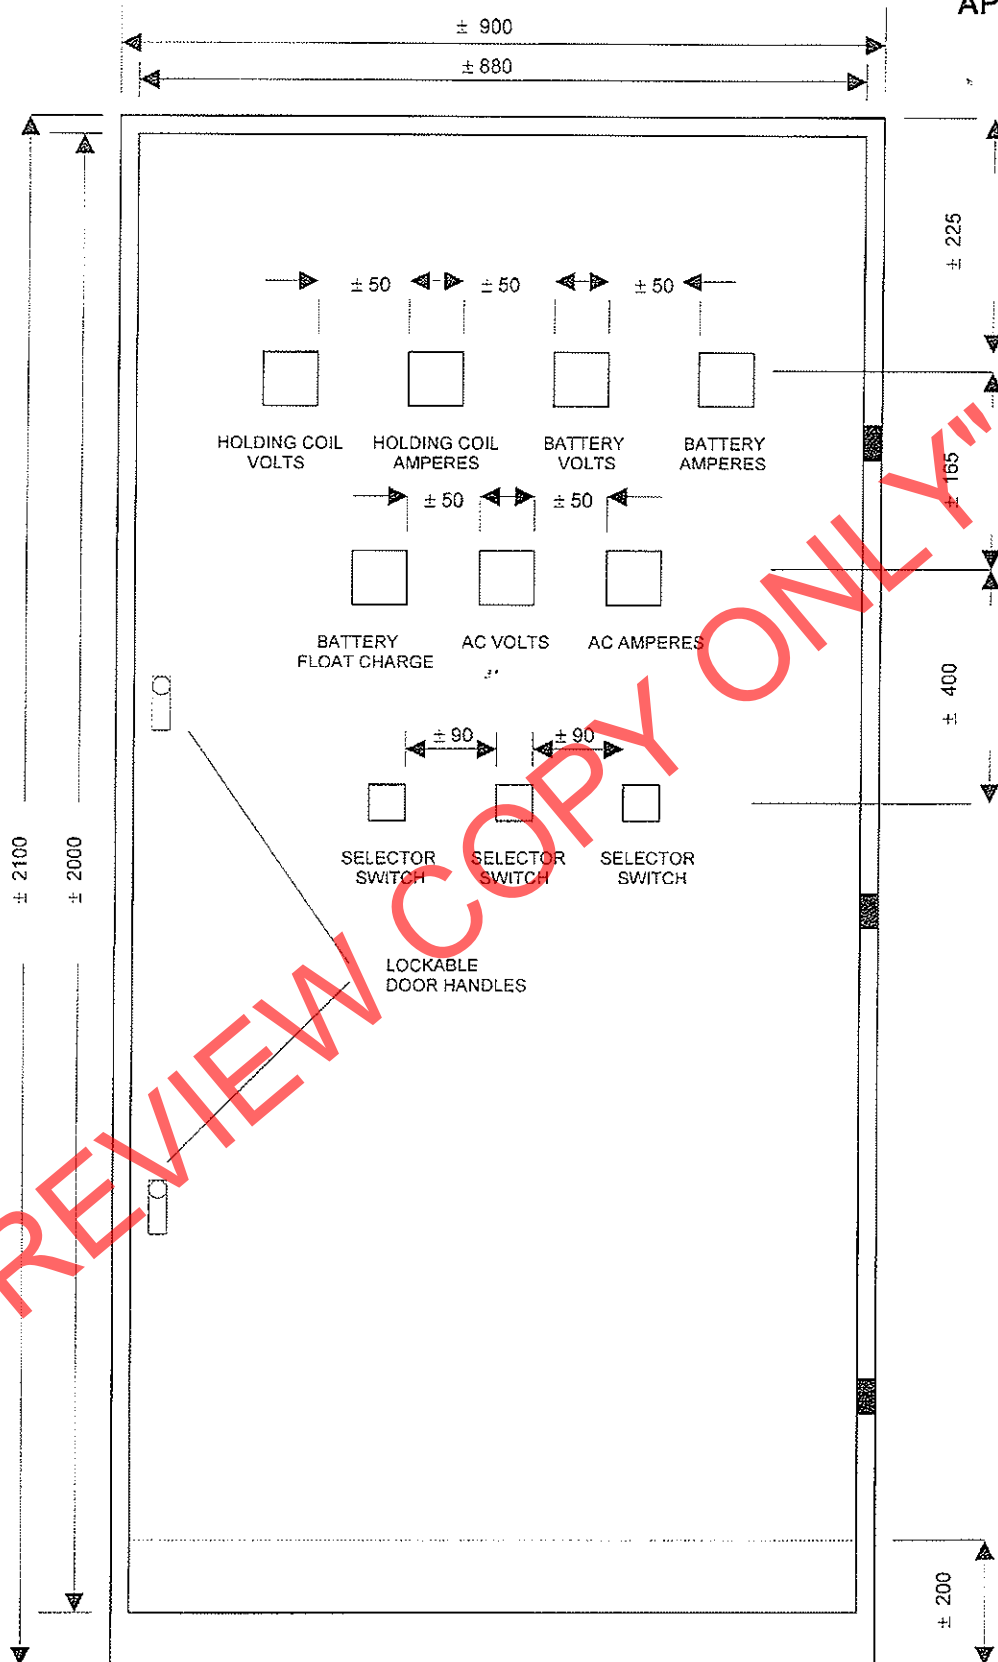 AP
± 900
± 880
± 225
± 50 ± 50 ± 50
HOLDING COIL
VOLTS
HOLDING COIL
AMPERES
BATTERY
VOLTS
BATTERY
AMPERES
± 165
± 50 ± 50
BATTERY
FLOAT CHARGE
AC VOLTS
AC AMPERES
± 400
± 90 ± 90
SELECTOR
SWITCH
SELECTOR
SWITCH
SELECTOR
SWITCH
± 2100
± 2000
LOCKABLE
DOOR HANDLES
± 200
REVIEW COPY ONLY"